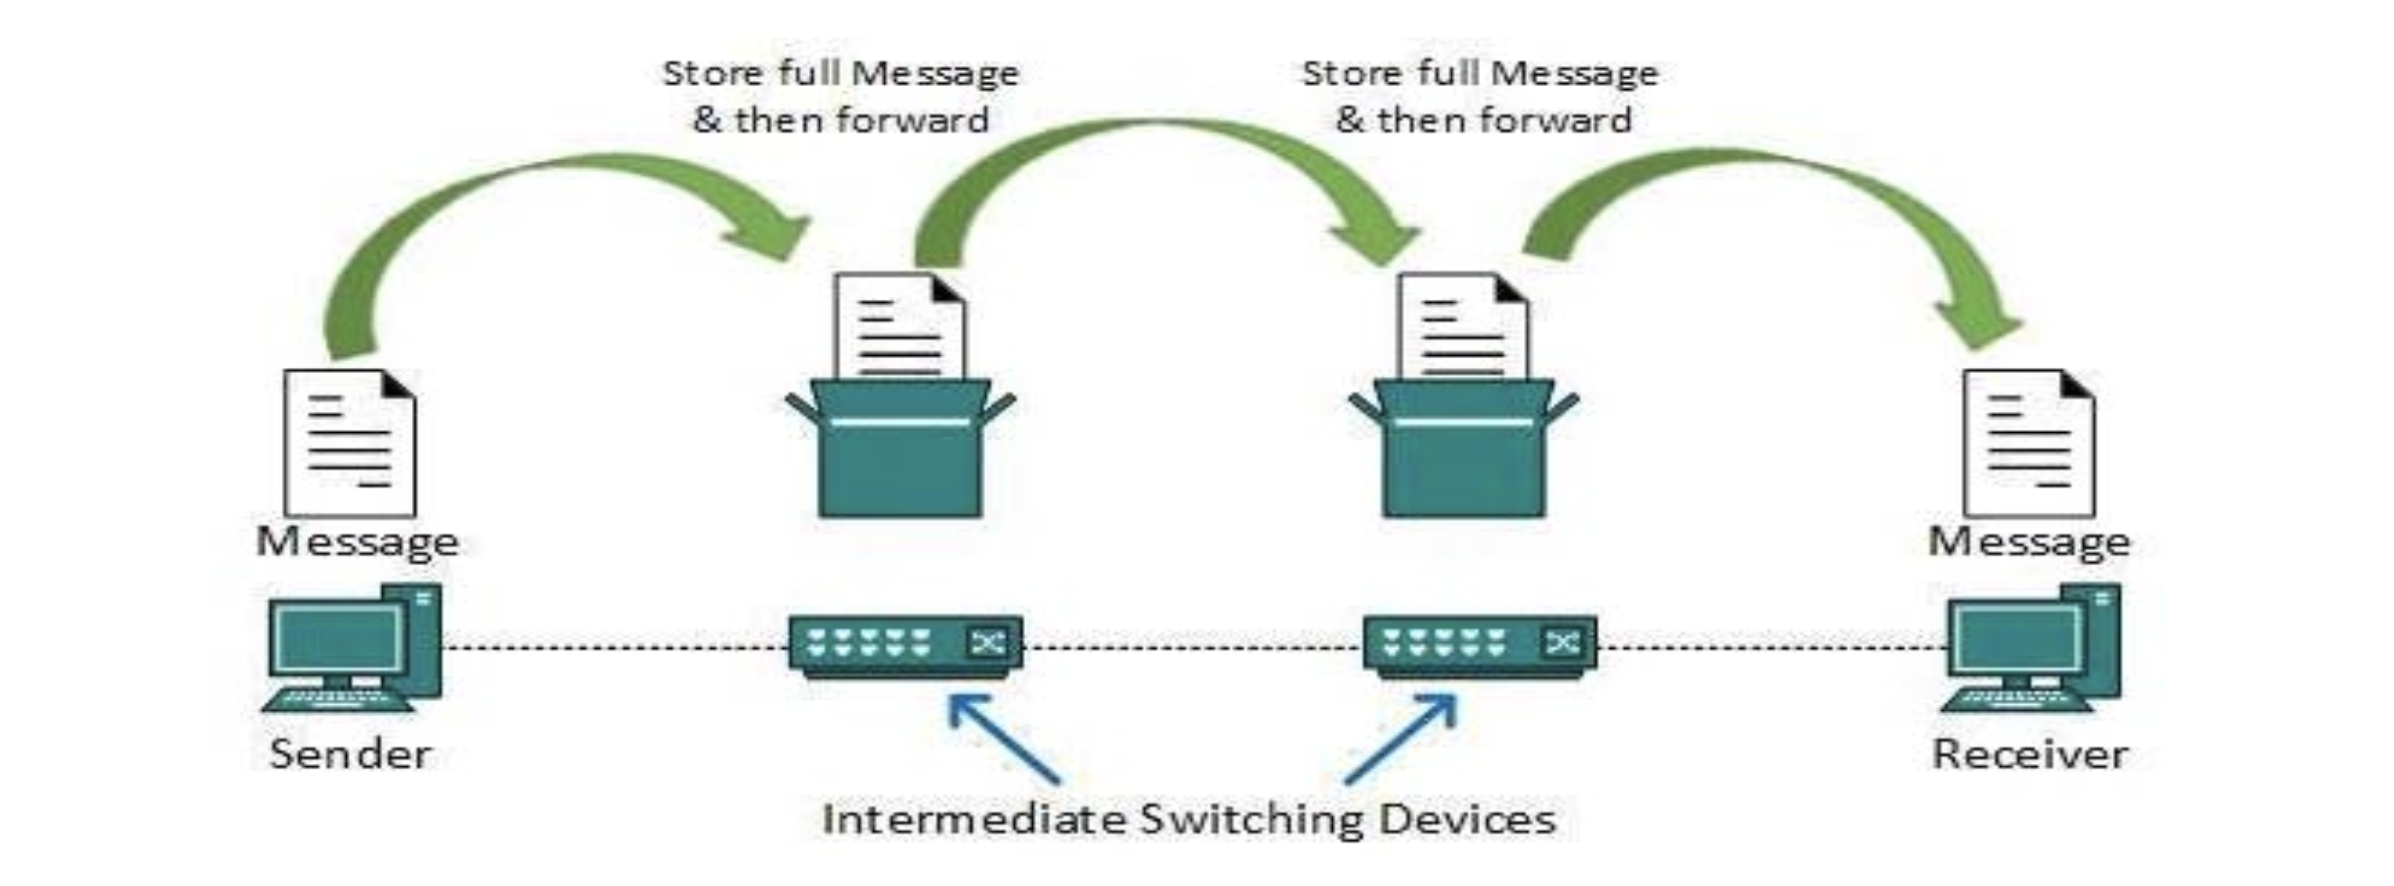 Store full Message
& then forward
Store full Message
& then forward
Message
Message
Sender
Receiver
Intermediate Switching Devices